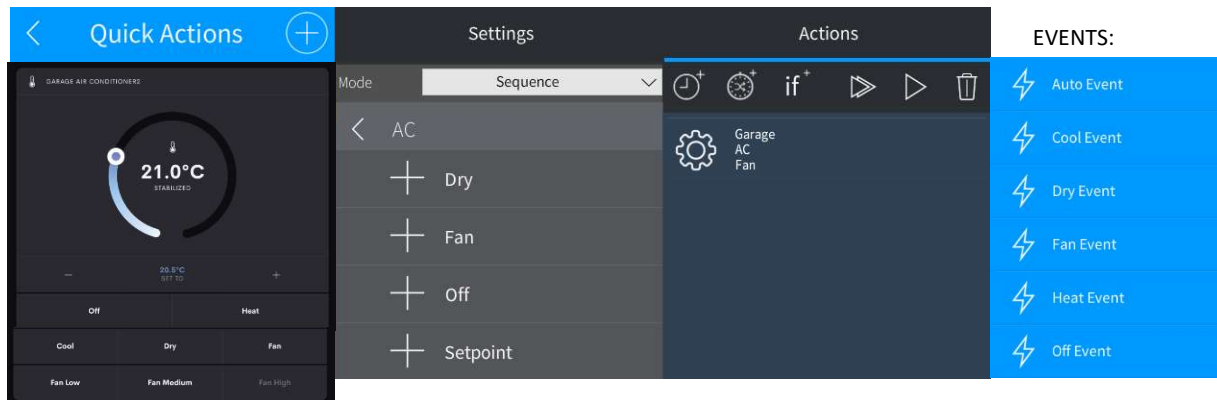 Quick Actions
GARAGE AIR CONDITIONERS
21.0°C
STABILIZED
20.5°C
SET TO
Off Heat
Cool Dry Fan
Fan Low Fan Medium Fan High
Settings
Mode Sequence
AC
Dry
Fan
Off
Setpoint
Actions
if+
Garage
AC
Fan
EVENTS:
Auto Event
Cool Event
Dry Event
Fan Event
Heat Event
Off Event